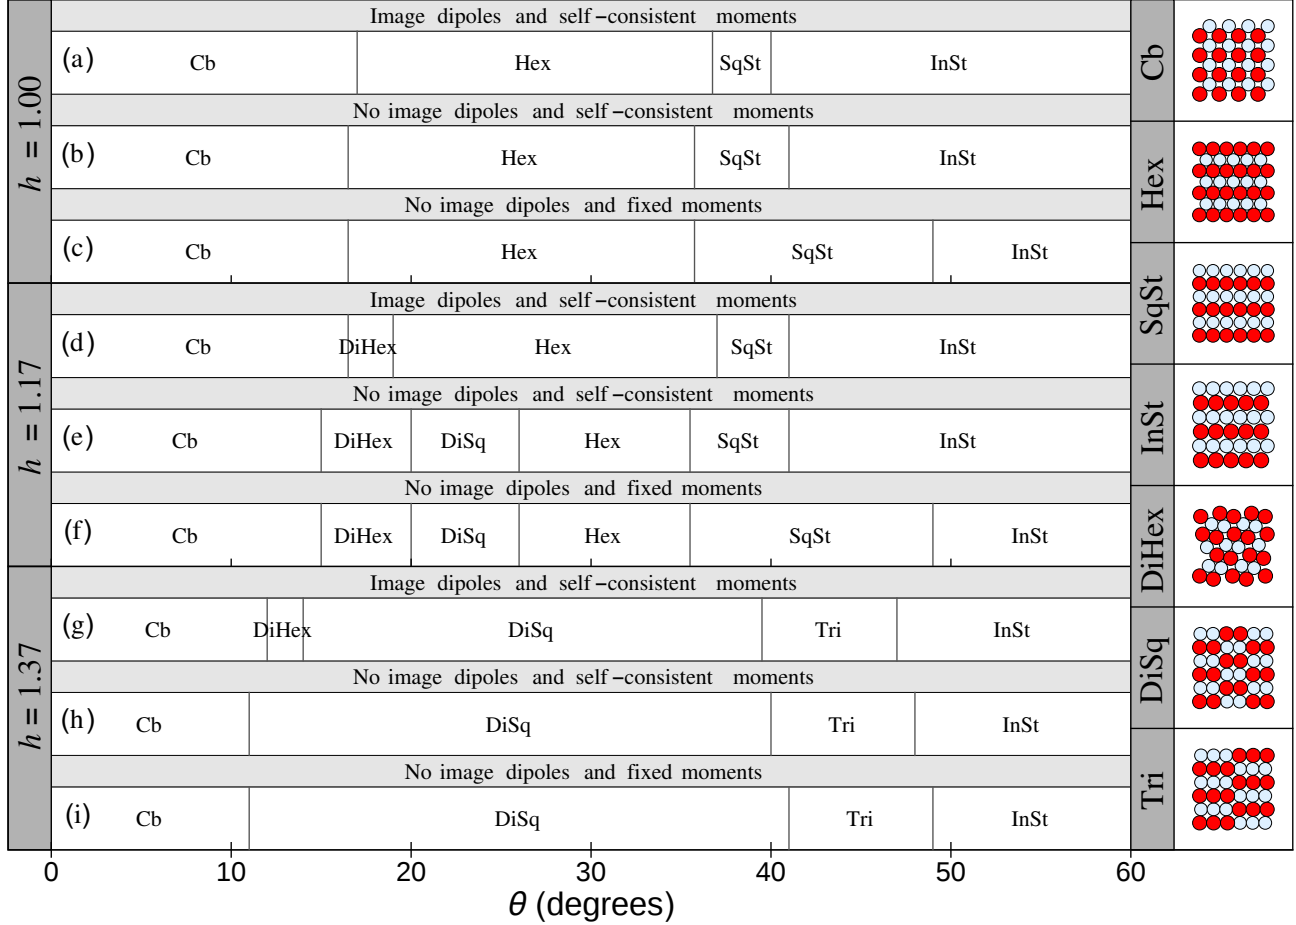 Image dipoles and self-consistent moments
(a) Cb Hex SqSt InSt
No image dipoles and self-consistent moments
(b) Cb Hex SqSt InSt
No image dipoles and fixed moments
(c) Cb Hex SqSt InSt
h = 1.00
Image dipoles and self-consistent moments
(d) Cb DiHex Hex SqSt InSt
No image dipoles and self-consistent moments
(e) Cb DiHex DiSq Hex SqSt InSt
No image dipoles and fixed moments
(f) Cb DiHex DiSq Hex SqSt InSt
h = 1.17
Image dipoles and self-consistent moments
(g) Cb DiHex DiSq Tri InSt
No image dipoles and self-consistent moments
(h) Cb DiSq Tri InSt
No image dipoles and fixed moments
(i) Cb DiSq Tri InSt
h = 1.37
0 10 20 30 40 50 60
θ (degrees)
Cb
Hex
SqSt
InSt
DiHex
DiSq
Tri